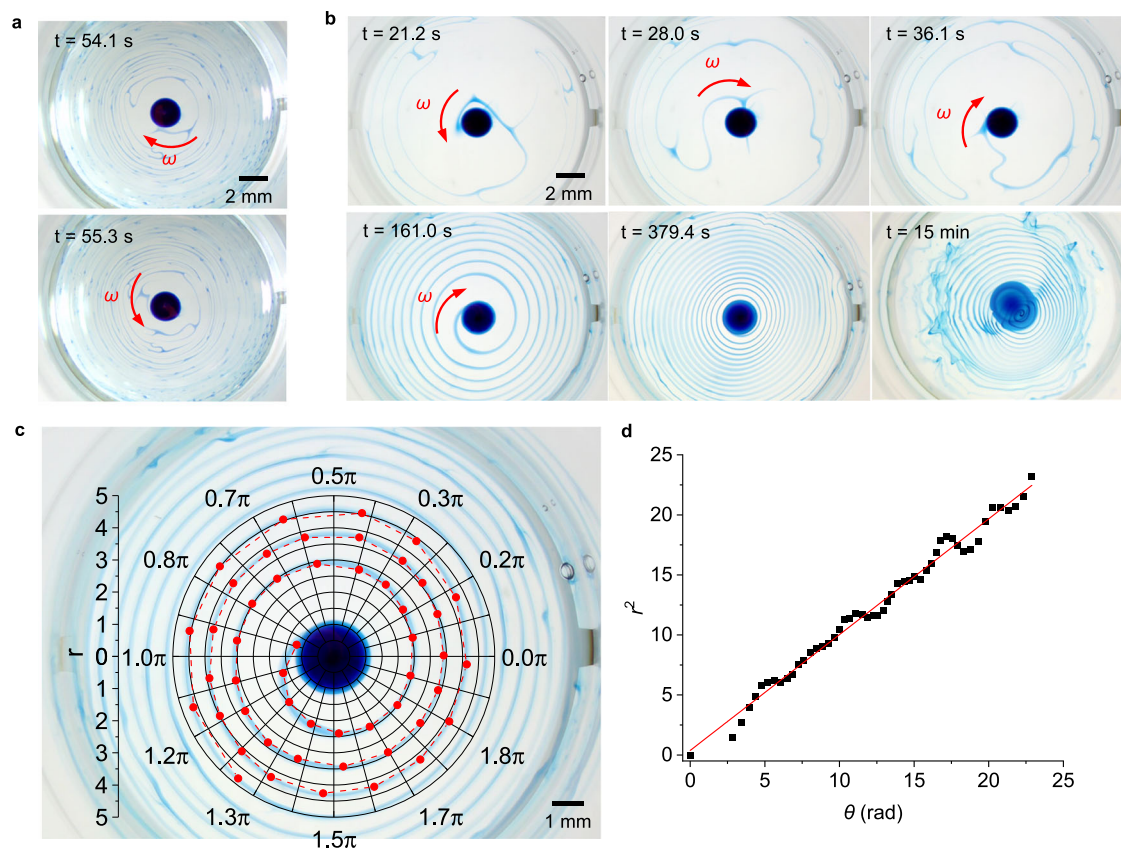 a
t = 54.1 s
ω
2 mm
t = 55.3 s
ω
b
t = 21.2 s
ω
2 mm
t = 28.0 s
ω
t = 36.1 s
ω
t = 161.0 s
ω
t = 379.4 s
t = 15 min
c
5
4
3
2
1
0
1
2
3
4
5
r
0.5π
0.7π
0.3π
0.8π
0.2π
1.0π
0.0π
1.2π
1.8π
1.3π
1.7π
1.5π
1 mm
d
25
20
15
10
5
0
r²
0 5 10 15 20 25
θ (rad)